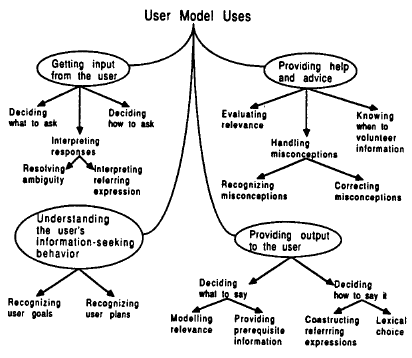 User Model Uses
Getting input
from the user
Providing help
and advice
Deciding
what to ask
Deciding
how to ask
Evaluating
relevance
Knowing
when to
volunteer
information
Interpreting
responses
Handling
misconceptions
Resolving
ambiguity
Interpreting
referring
expression
Recognizing
misconceptions
Correcting
misconceptions
Understanding
the user's
information-seeking
behavior
Providing output
to the user
Recognizing
user goals
Recognizing
user plans
Deciding
what to say
Deciding
how to say it
Modelling
relevance
Providing
prerequisite
information
Constructing
referrring
expressions
Lexical
choice